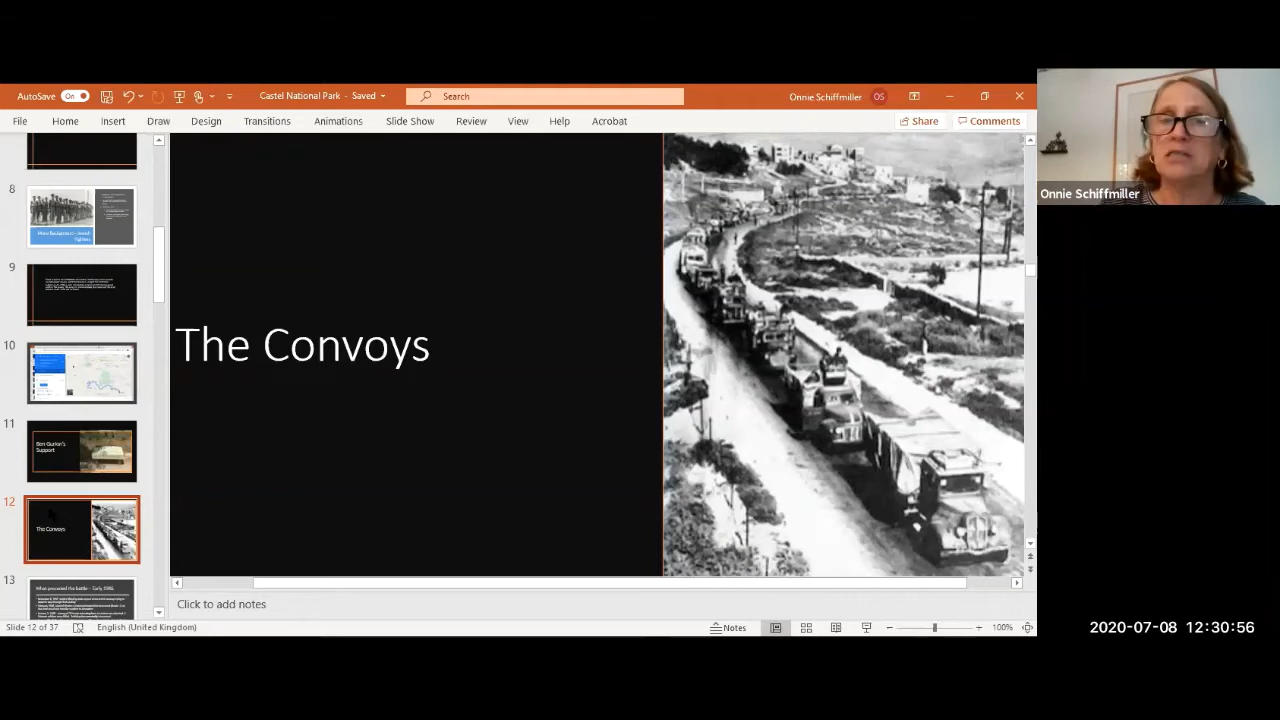 AutoSave On
Castel National Park - Saved
Search
Onnie Schiffmiller OS
File Home Insert Draw Design Transitions Animations Slide Show Review View Help Acrobat
Share Comments
Onnie Schiffmiller
8
9
10
11
Ben Gurion's
Support
12
The Convoys
13
The Convoys
Click to add notes
Slide 12 of 37 English (United Kingdom)
Notes
100%
2020-07-08 12:30:56